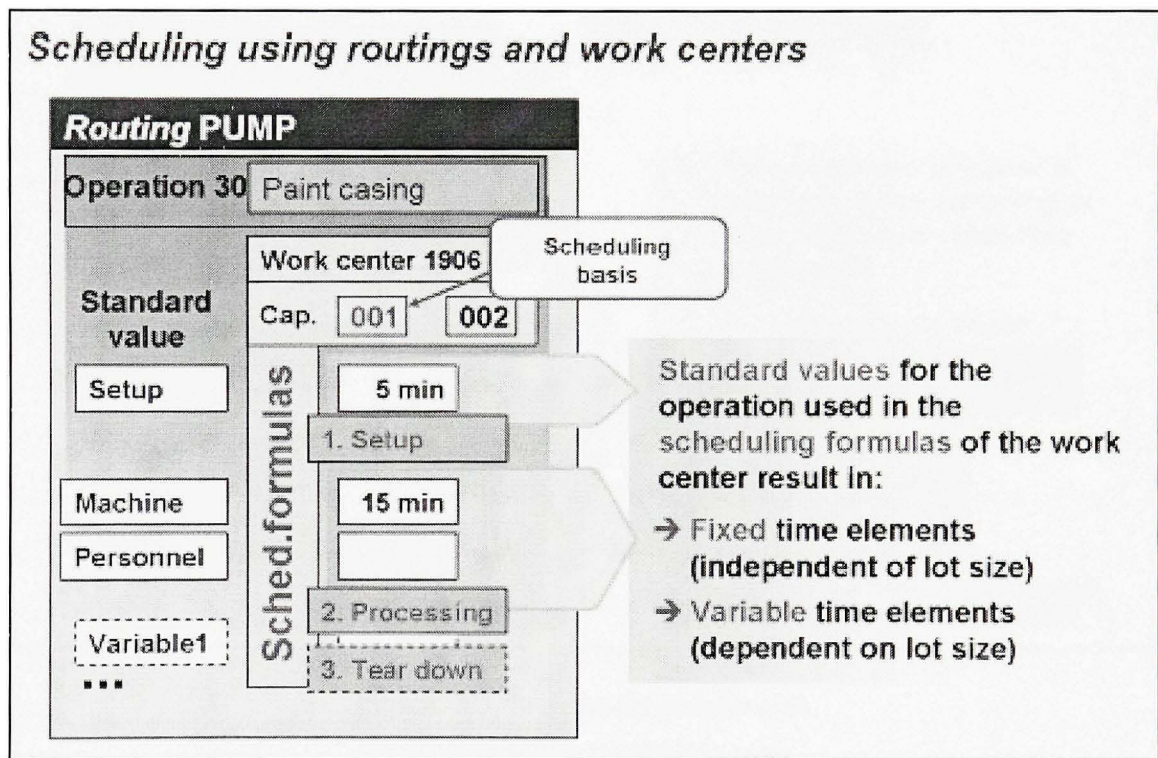 Scheduling using routings and work centers
Routing PUMP
Operation 30 Paint casing
Work center 1906
Scheduling
basis
Standard
value
Cap. 001 002
Sched.formulas
Setup 5 min
1. Setup
Machine 15 min
Personnel
2. Processing
Variable1
3. Tear down
...
Standard values for the
operation used in the
scheduling formulas of the work
center result in:
→ Fixed time elements
(independent of lot size)
→ Variable time elements
(dependent on lot size)